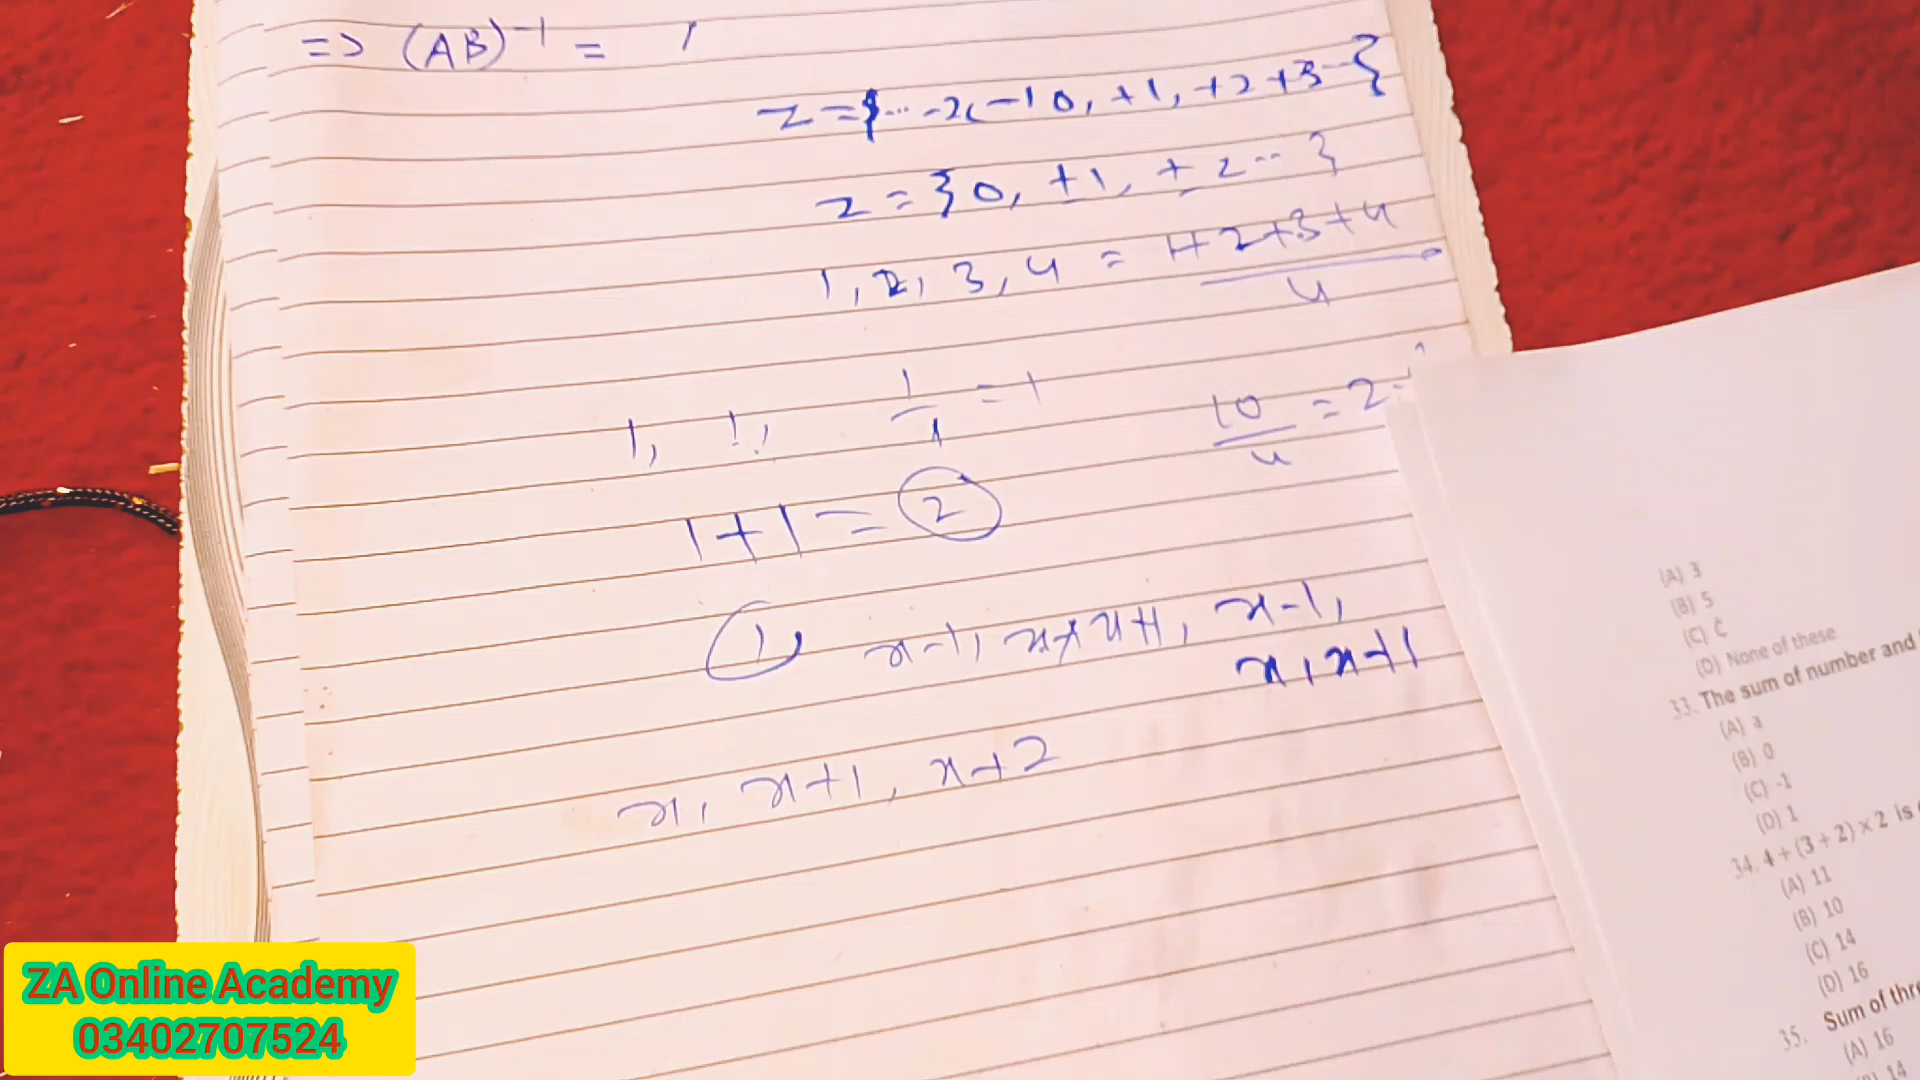 => (AB)⁻¹ = 1
Z = {... -2, -1 0, +1, +2 +3 ...}
Z = {0, ±1, ± 2 ... }
1, 2, 3, 4 = 1+2+3+4 / 4
1, 1, 1/1 = 1
10/4 = 2.
1+1 = 2
1, x-1, x, x+1, x-1,
x, x+1
x, x+1, x+2
(A) 3
(B) 5
(C) C
(D) None of these
33. The sum of number and
(A) a
(B) 0
(C) -1
(D) 1
34. 4 + (3 + 2) × 2 is
(A) 11
(B) 10
(C) 14
(D) 16
35. Sum of
(A) 16
14
ZA Online Academy
03402707524